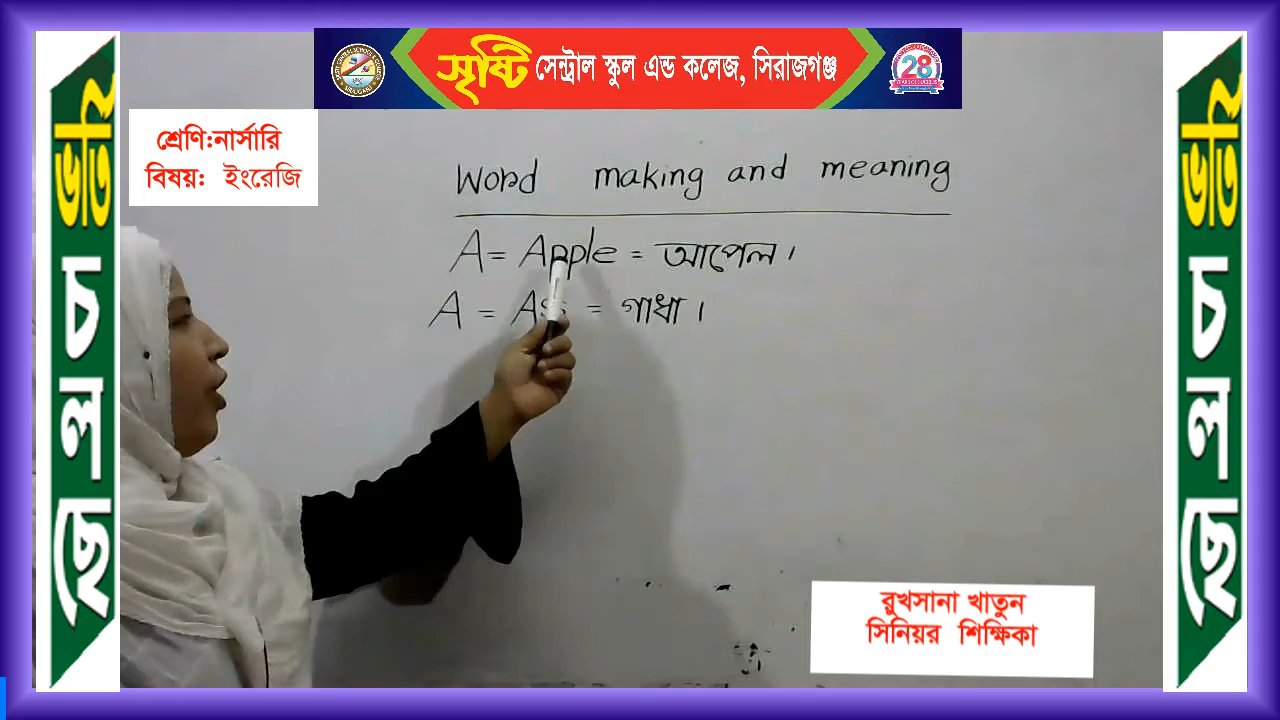 সৃষ্টি সেন্ট্রাল স্কুল এন্ড কলেজ, সিরাজগঞ্জ
28
শ্রেণি:নার্সারি
বিষয়: ইংরেজি
Word making and meaning
A = Apple = আপেল।
A = = গাধা।
ভর্তি চলছে
ভর্তি চলছে
রুখসানা খাতুন
সিনিয়র শিক্ষিকা